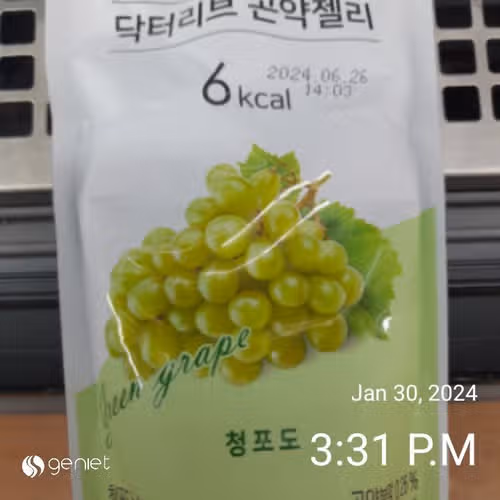 닥터리브 곤약젤리
6 kcal
2024.06.26
14:03
Green grape
청포도
Jan 30, 2024
3:31 P.M
geniet